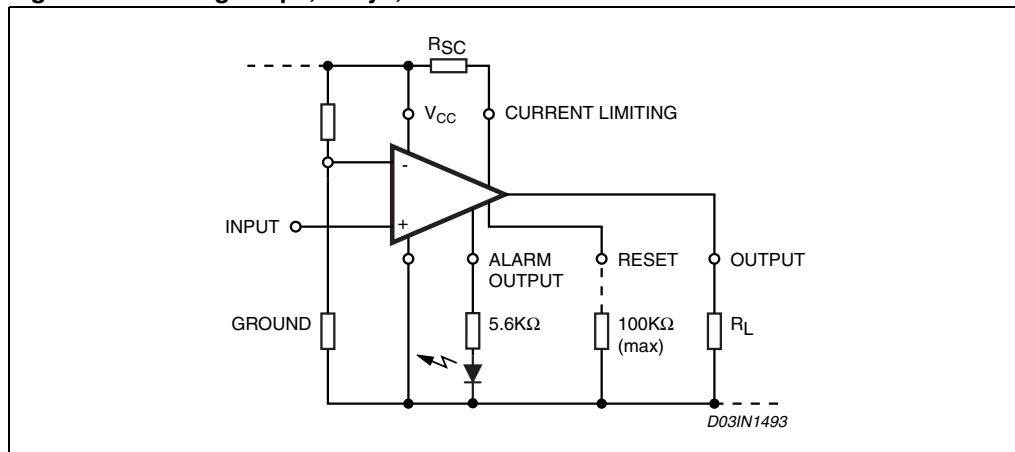 R_SC
V_CC
CURRENT LIMITING
-
INPUT
+
ALARM
OUTPUT
RESET
OUTPUT
GROUND
5.6KΩ
100KΩ
(max)
R_L
D03IN1493